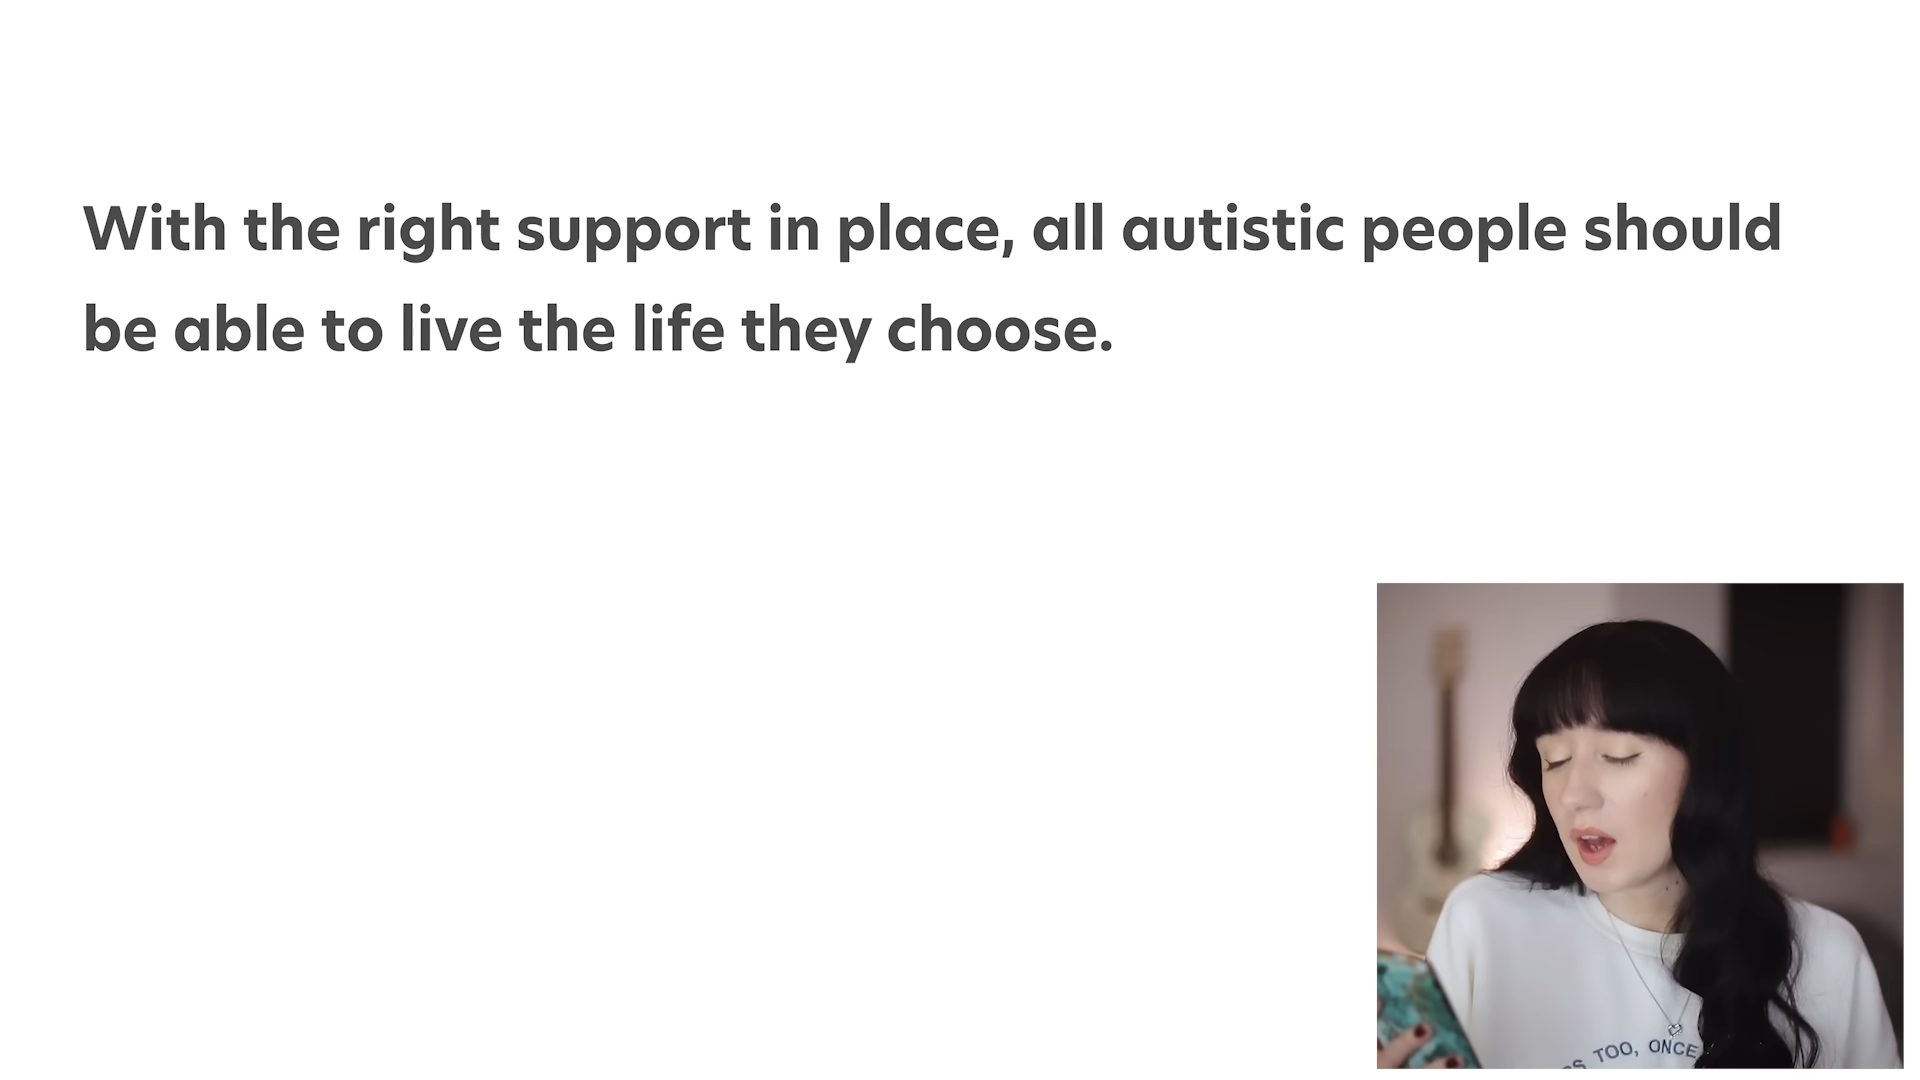 With the right support in place, all autistic people should
be able to live the life they choose.
TOO, ONCE